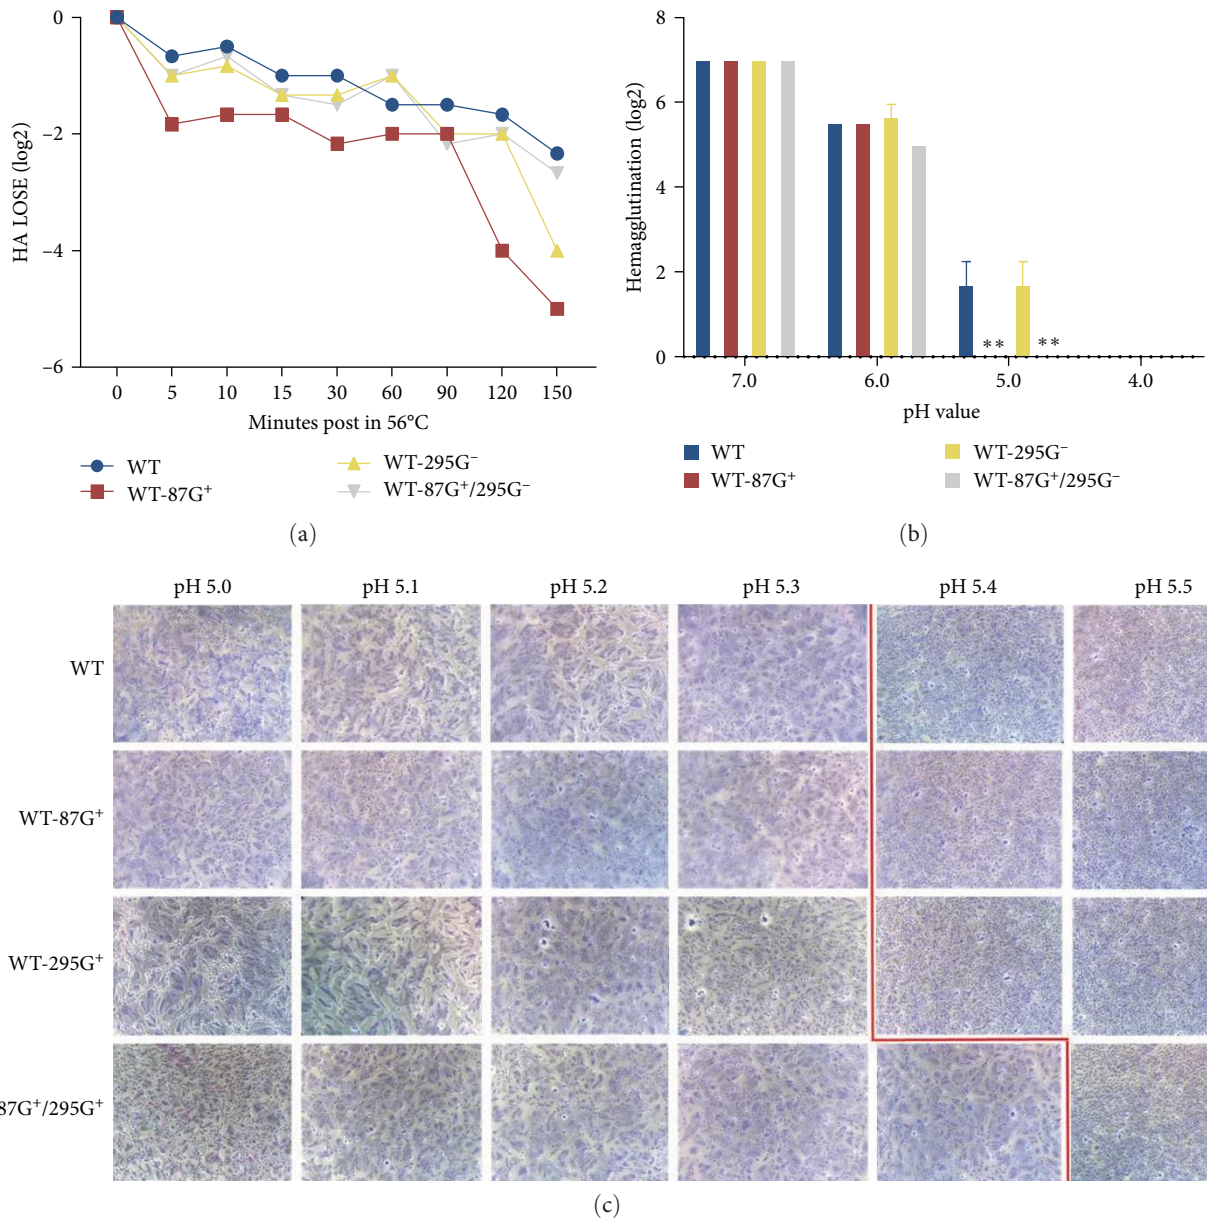 0
−2
−4
−6
HA LOSE (log2)
0 5 10 15 30 60 90 120 150
Minutes post in 56°C
WT
WT-87G⁺
WT-295G⁻
WT-87G⁺/295G⁻
(a)
8
6
4
2
0
Hemagglutination (log2)
** **
7.0 6.0 5.0 4.0
pH value
WT
WT-87G⁺
WT-295G⁻
WT-87G⁺/295G⁻
(b)
pH 5.0 pH 5.1 pH 5.2 pH 5.3 pH 5.4 pH 5.5
WT
WT-87G⁺
WT-295G⁺
87G⁺/295G⁺
(c)